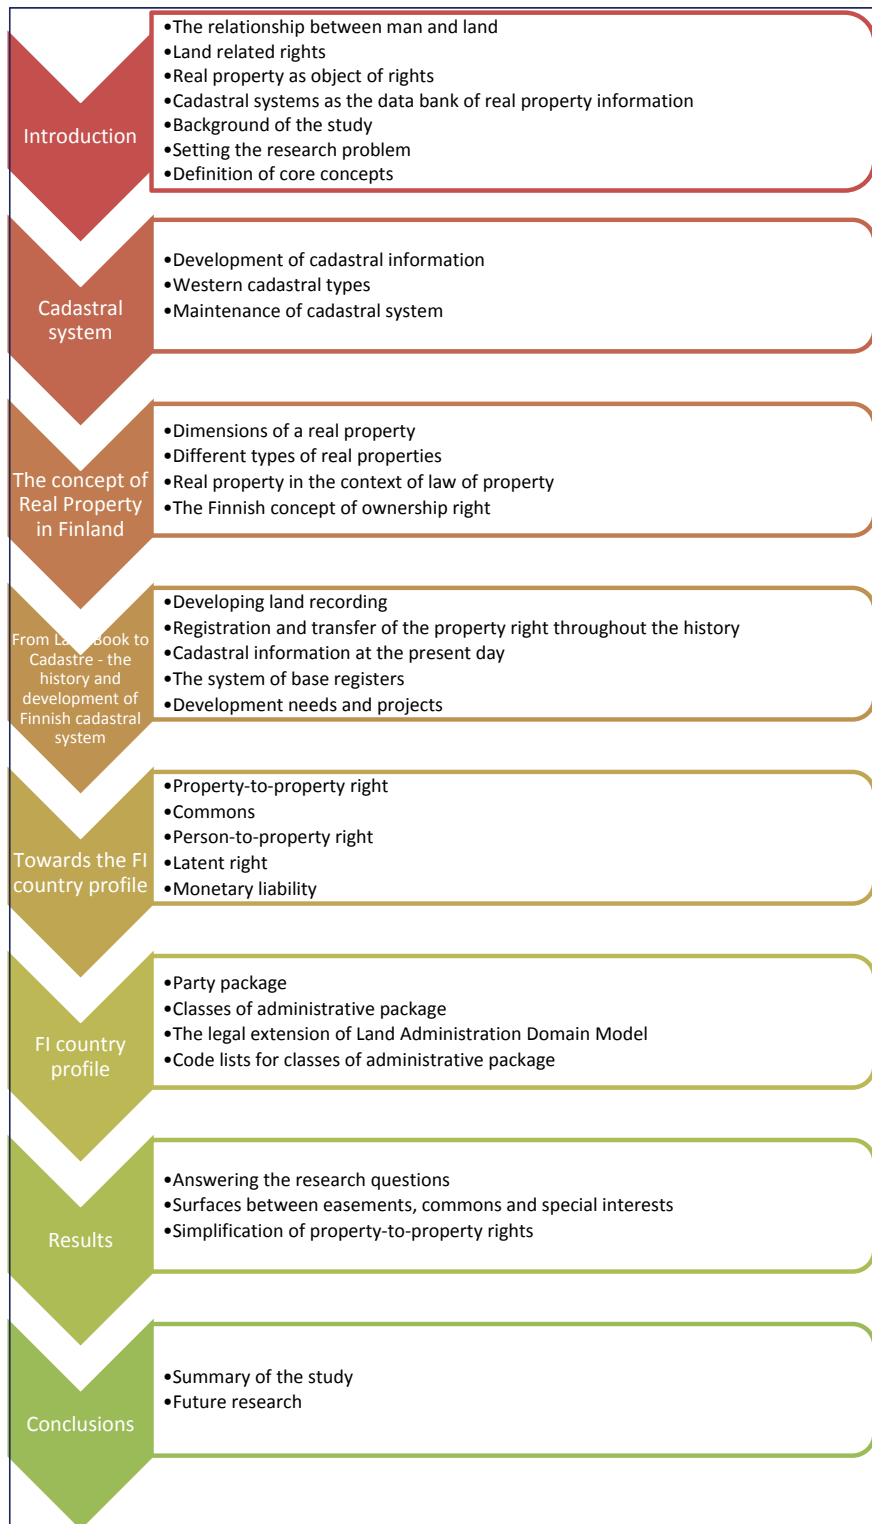 Introduction
•The relationship between man and land
•Land related rights
•Real property as object of rights
•Cadastral systems as the data bank of real property information
•Background of the study
•Setting the research problem
•Definition of core concepts
Cadastral
system
•Development of cadastral information
•Western cadastral types
•Maintenance of cadastral system
The concept of
Real Property
in Finland
•Dimensions of a real property
•Different types of real properties
•Real property in the context of law of property
•The Finnish concept of ownership right
From Land Book to
Cadastre - the
history and
development of
Finnish cadastral
system
•Developing land recording
•Registration and transfer of the property right throughout the history
•Cadastral information at the present day
•The system of base registers
•Development needs and projects
Towards the FI
country profile
•Property-to-property right
•Commons
•Person-to-property right
•Latent right
•Monetary liability
FI country
profile
•Party package
•Classes of administrative package
•The legal extension of Land Administration Domain Model
•Code lists for classes of administrative package
Results
•Answering the research questions
•Surfaces between easements, commons and special interests
•Simplification of property-to-property rights
Conclusions
•Summary of the study
•Future research